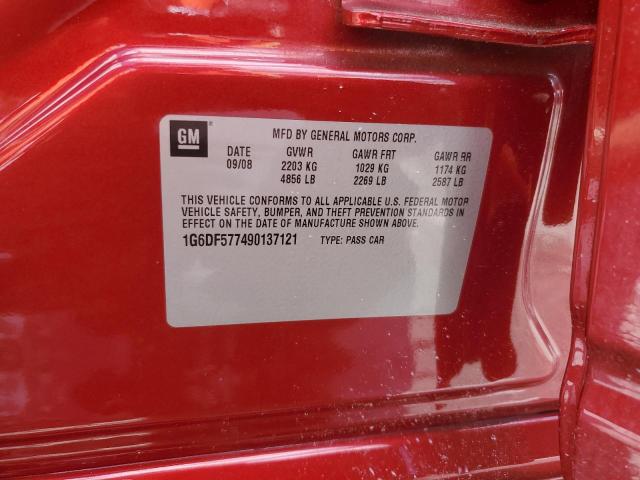 GM
MFD BY GENERAL MOTORS CORP.
DATE GVWR GAWR FRT GAWR RR
09/08 2203 KG 1029 KG 1174 KG
4856 LB 2269 LB 2587 LB
THIS VEHICLE CONFORMS TO ALL APPLICABLE U.S. FEDERAL MOTOR
VEHICLE SAFETY, BUMPER, AND THEFT PREVENTION STANDARDS IN
EFFECT ON THE DATE OF MANUFACTURE SHOWN ABOVE.
1G6DF577490137121 TYPE: PASS CAR